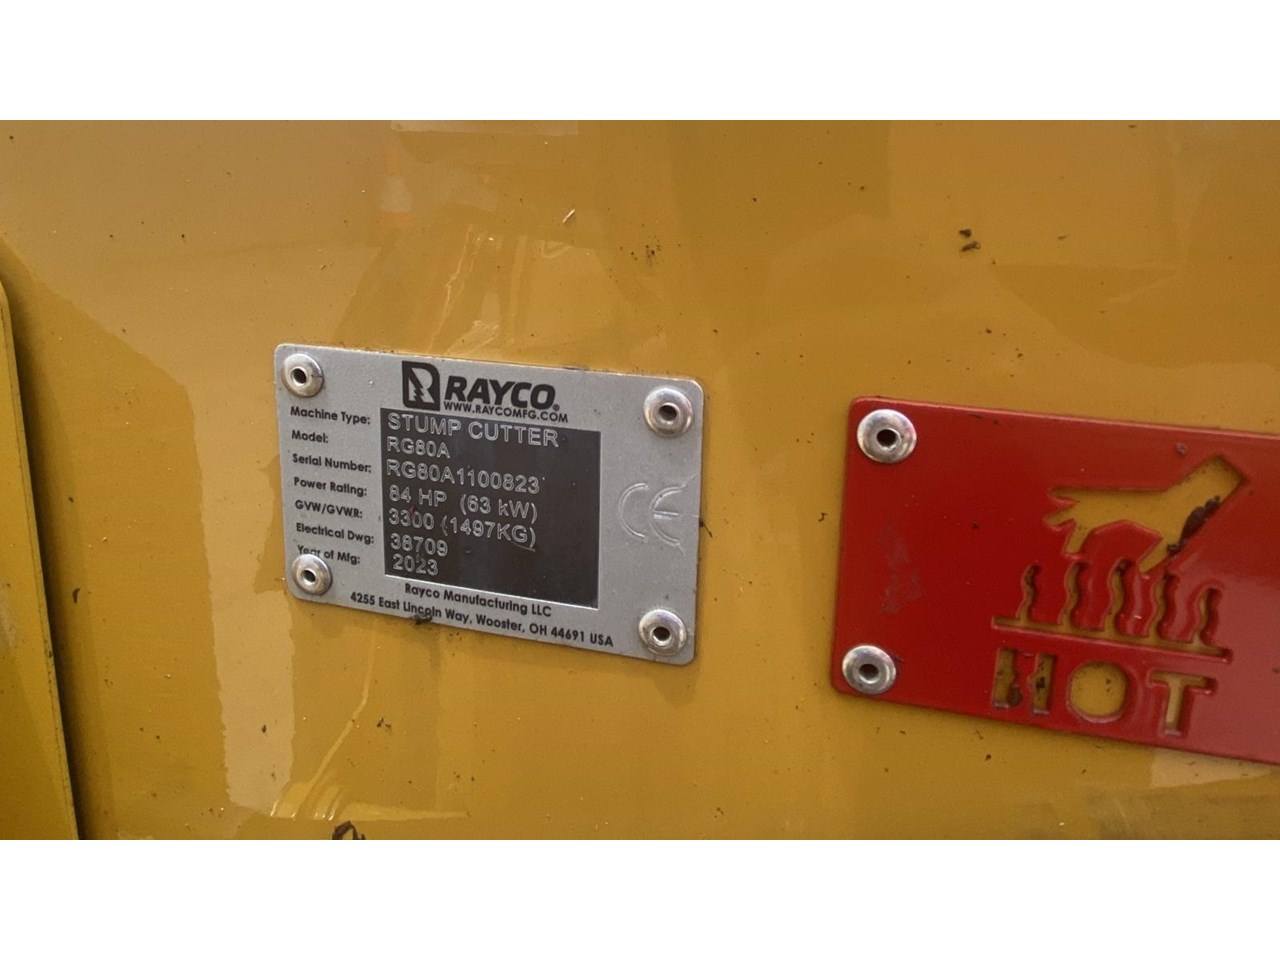 RAYCO®
WWW.RAYCOMFG.COM
Machine Type: STUMP CUTTER
Model: RG80A
Serial Number: RG80A1100823
Power Rating: 84 HP (63 kW)
GVW/GVWR: 3300 (1497KG)
Electrical Dwg: 38709
Year of Mfg: 2023
Rayco Manufacturing LLC
4255 East Lincoln Way, Wooster, OH 44691 USA
CE
HOT